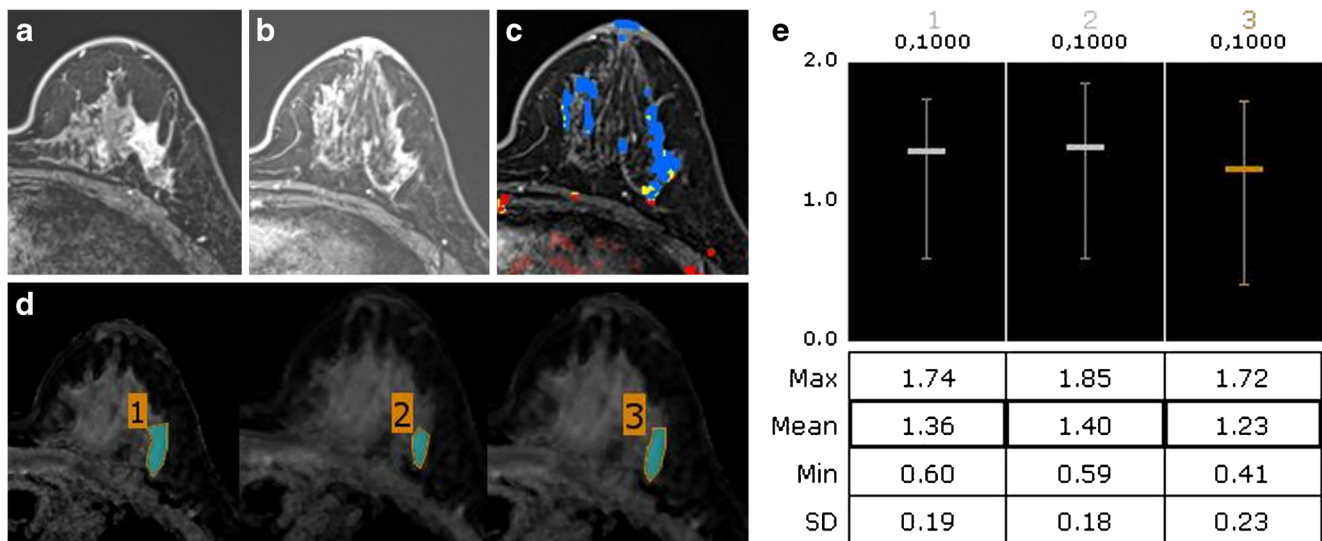 a
b
c
d
1
2
3
e
1 2 3
0,1000 0,1000 0,1000
2.0
1.0
0.0
Max 1.74 1.85 1.72
Mean 1.36 1.40 1.23
Min 0.60 0.59 0.41
SD 0.19 0.18 0.23